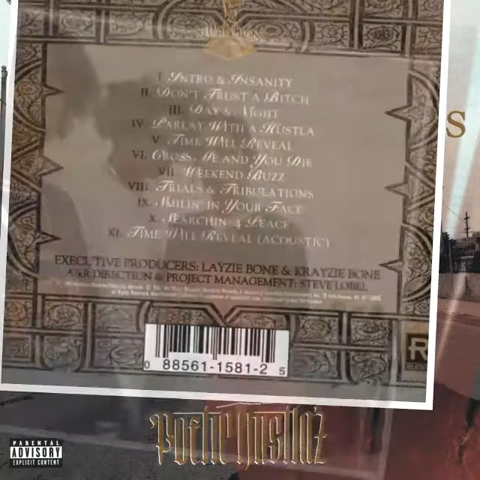 S
I. INTRO & INSANITY
II. DON'T TRUST A BITCH
III. DAY & NIGHT
IV. PARLAY WITH A HUSTLA
V. TIME WILL REVEAL
VI. CROSS ME AND YOU DIE
VII. WEEKEND BUZZ
VIII. TRIALS & TRIBULATIONS
IX. SMILIN' IN YOUR FACE
X. SEARCHIN' 4 PEACE
XI. TIME WILL REVEAL (ACOUSTIC)
EXECUTIVE PRODUCERS: LAYZIE BONE & KRAYZIE BONE
A&R DIRECTION & PROJECT MANAGEMENT: STEVE LOBEL
0 88561-1581-2 5
R
Poetic Hustlaz
PARENTAL
ADVISORY
EXPLICIT CONTENT